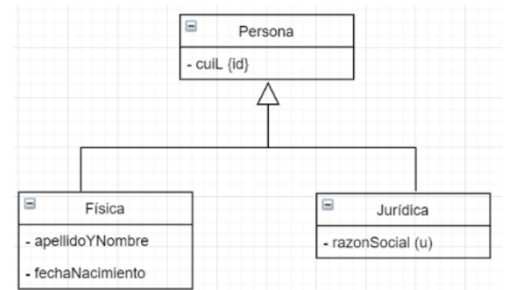 Persona
- cuiL {id}
Física
- apellidoYNombre
- fechaNacimiento
Jurídica
- razonSocial (u)